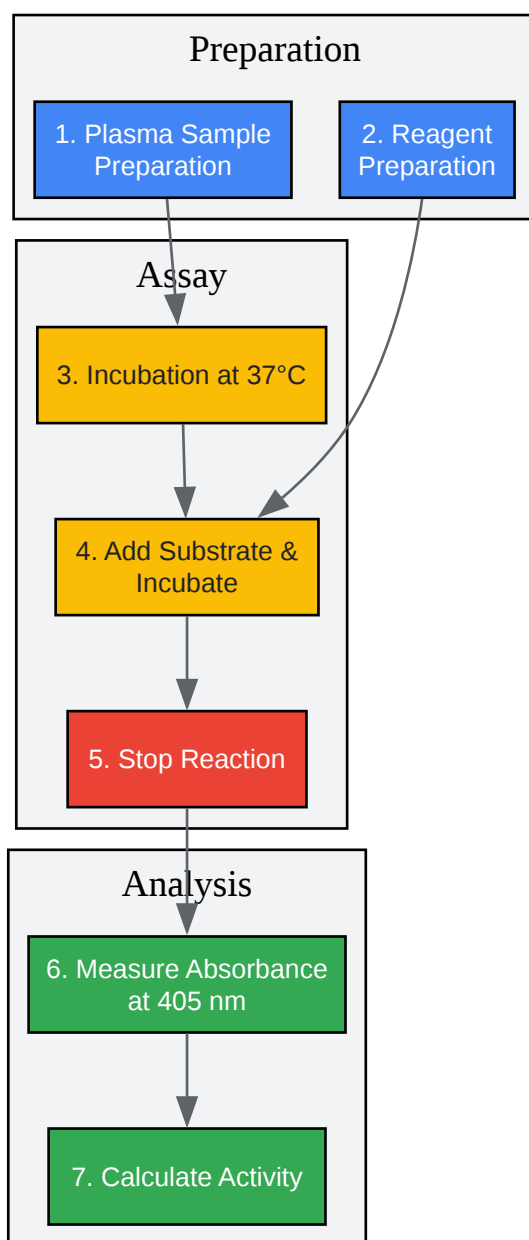 Preparation
1. Plasma Sample
Preparation
2. Reagent
Preparation
Assay
3. Incubation at 37°C
4. Add Substrate &
Incubate
5. Stop Reaction
Analysis
6. Measure Absorbance
at 405 nm
7. Calculate Activity